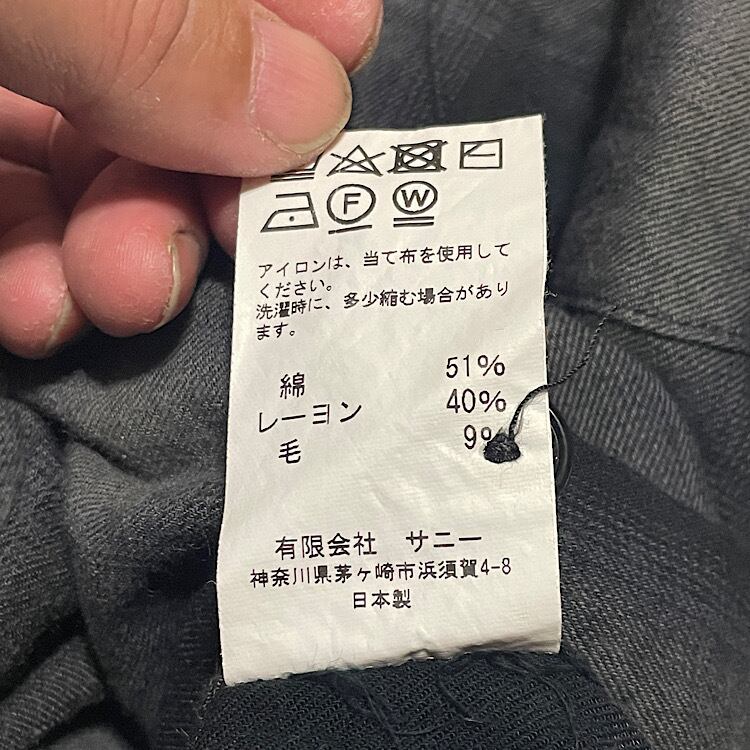 F W
アイロンは、当て布を使用して
ください。
洗濯時に、多少縮む場合があり
ます。
綿 51%
レーヨン 40%
毛 9%
有限会社 サニー
神奈川県茅ヶ崎市浜須賀4-8
日本製